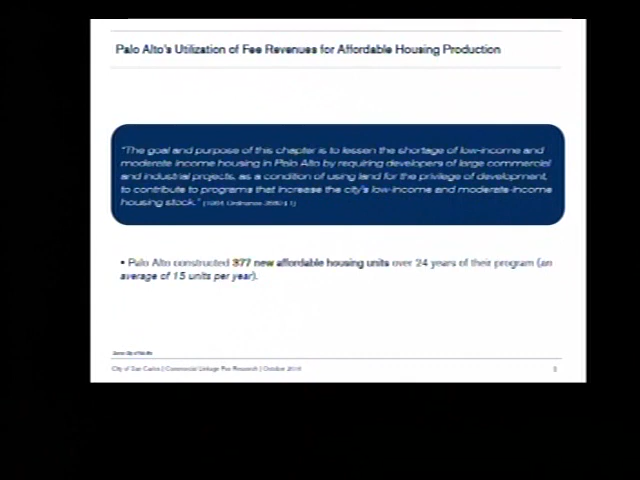 Palo Alto's Utilization of Fee Revenues for Affordable Housing Production
"The goal and purpose of this chapter is to lessen the shortage of low-income and
moderate income housing in Palo Alto by requiring developers of large commercial
and industrial projects, as a condition of using land for the privilege of development,
to contribute to programs that increase the city's low-income and moderate-income
housing stock."
• Palo Alto constructed 377 new affordable housing units over 24 years of their program (an
average of 15 units per year).
Source: City of Palo Alto
City of San Carlos | Commercial Linkage Fee Research | October